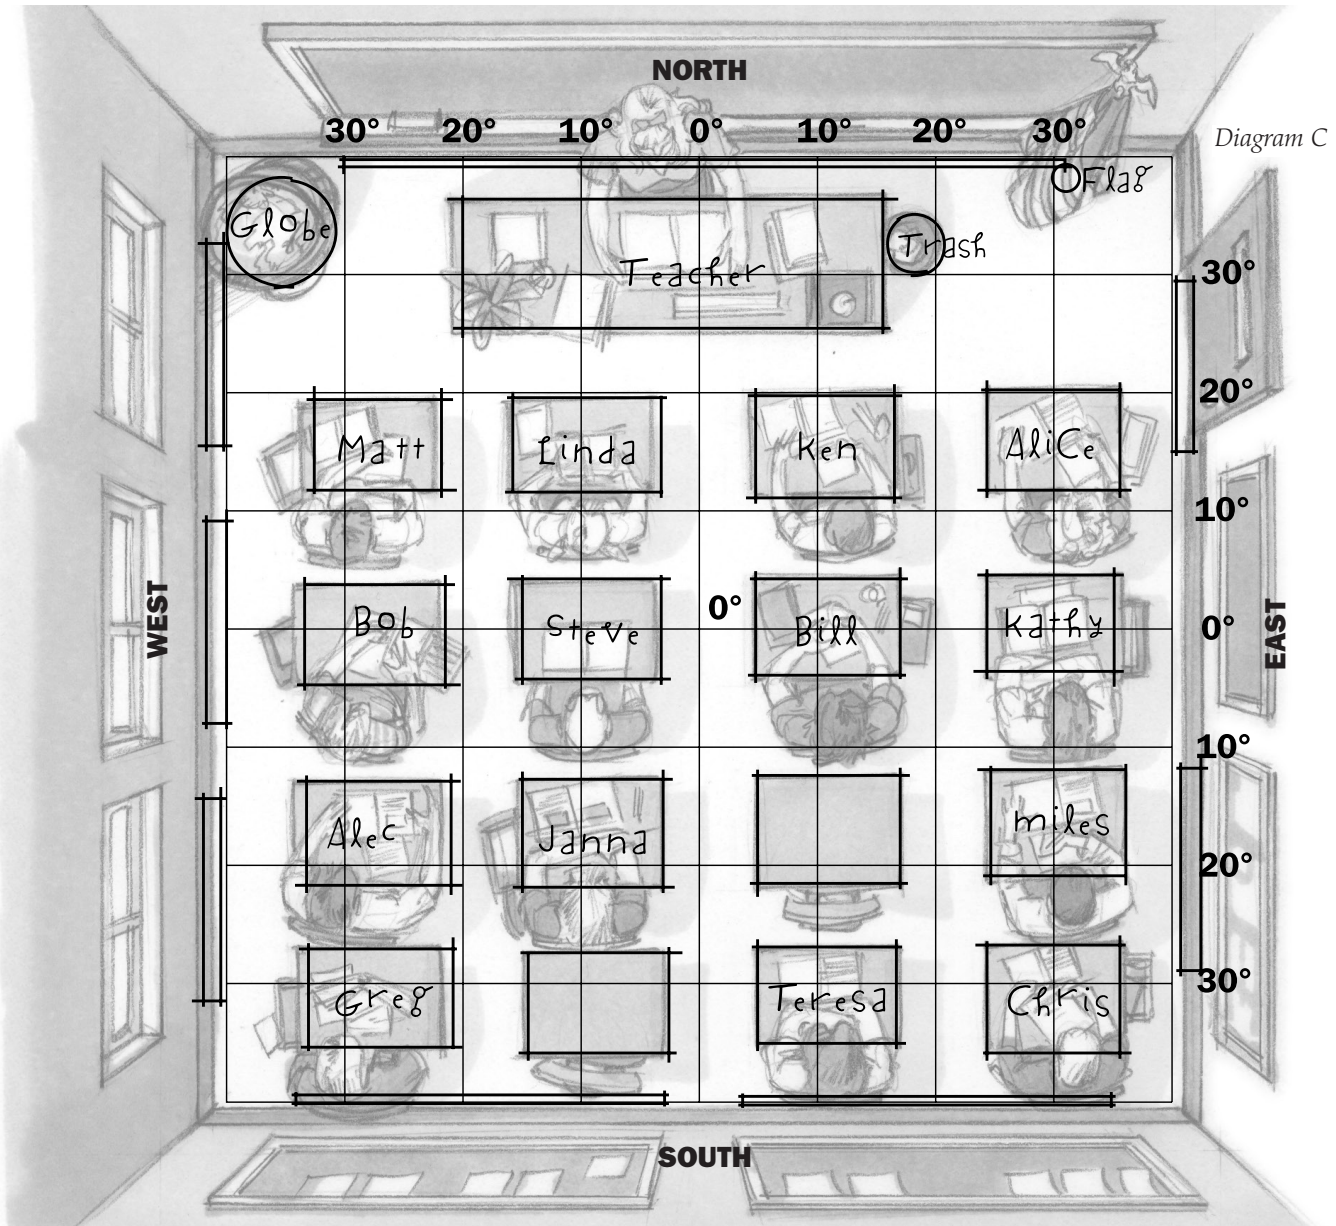 NORTH
30° 20° 10° 0° 10° 20° 30°
Diagram C
Flag
Globe
Trash
Teacher
30°
20°
Matt Linda Ken AliCe
10°
WEST
0°
Bob Steve Bill Kathy
0°
EAST
10°
Alec Janna miles
20°
30°
Greg Teresa Chris
SOUTH